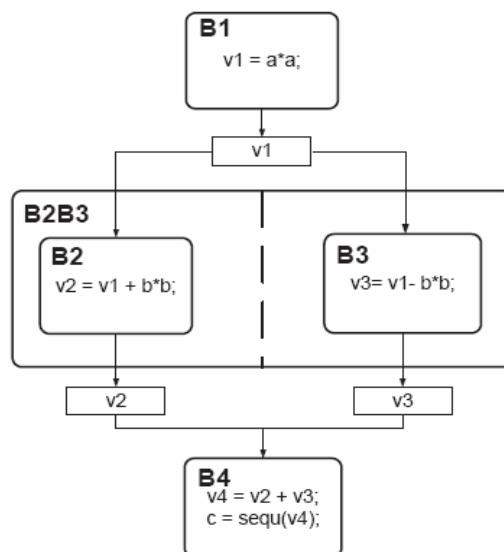 B1
v1 = a*a;
v1
B2B3
B2
v2 = v1 + b*b;
B3
v3= v1- b*b;
v2
v3
B4
v4 = v2 + v3;
c = sequ(v4);